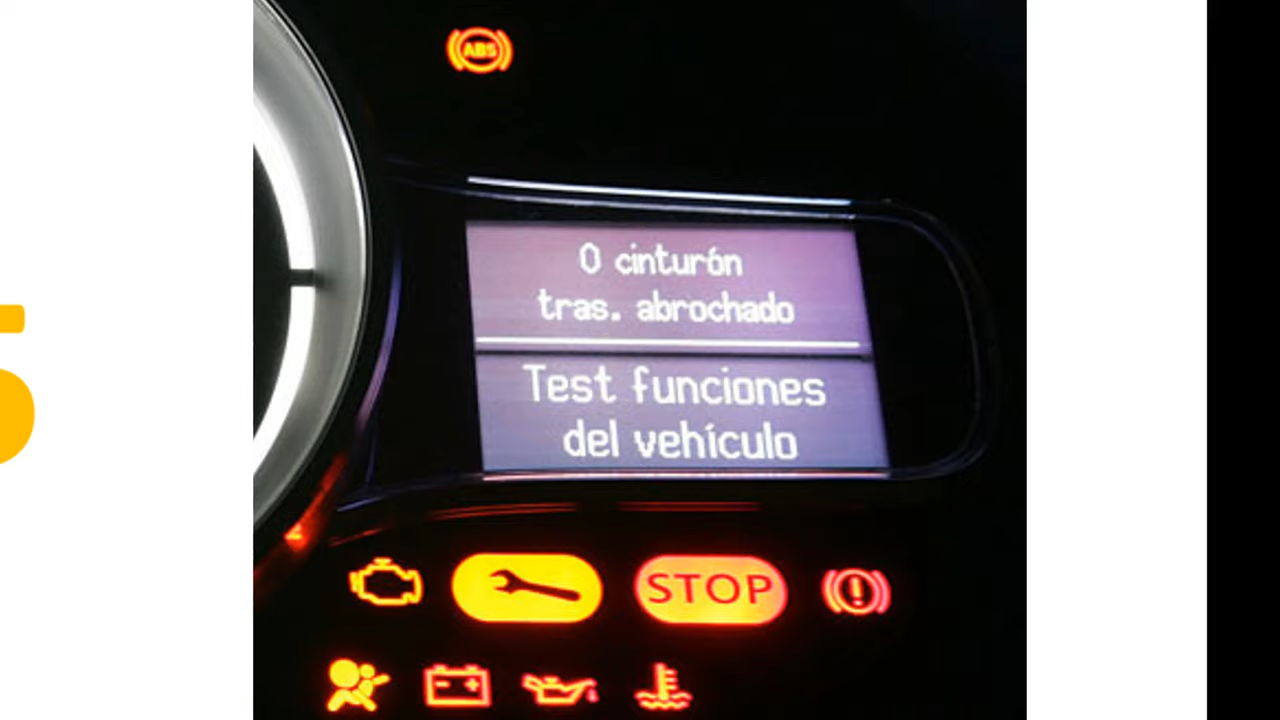 ABS
0 cinturón
tras. abrochado
Test funciones
del vehículo
STOP